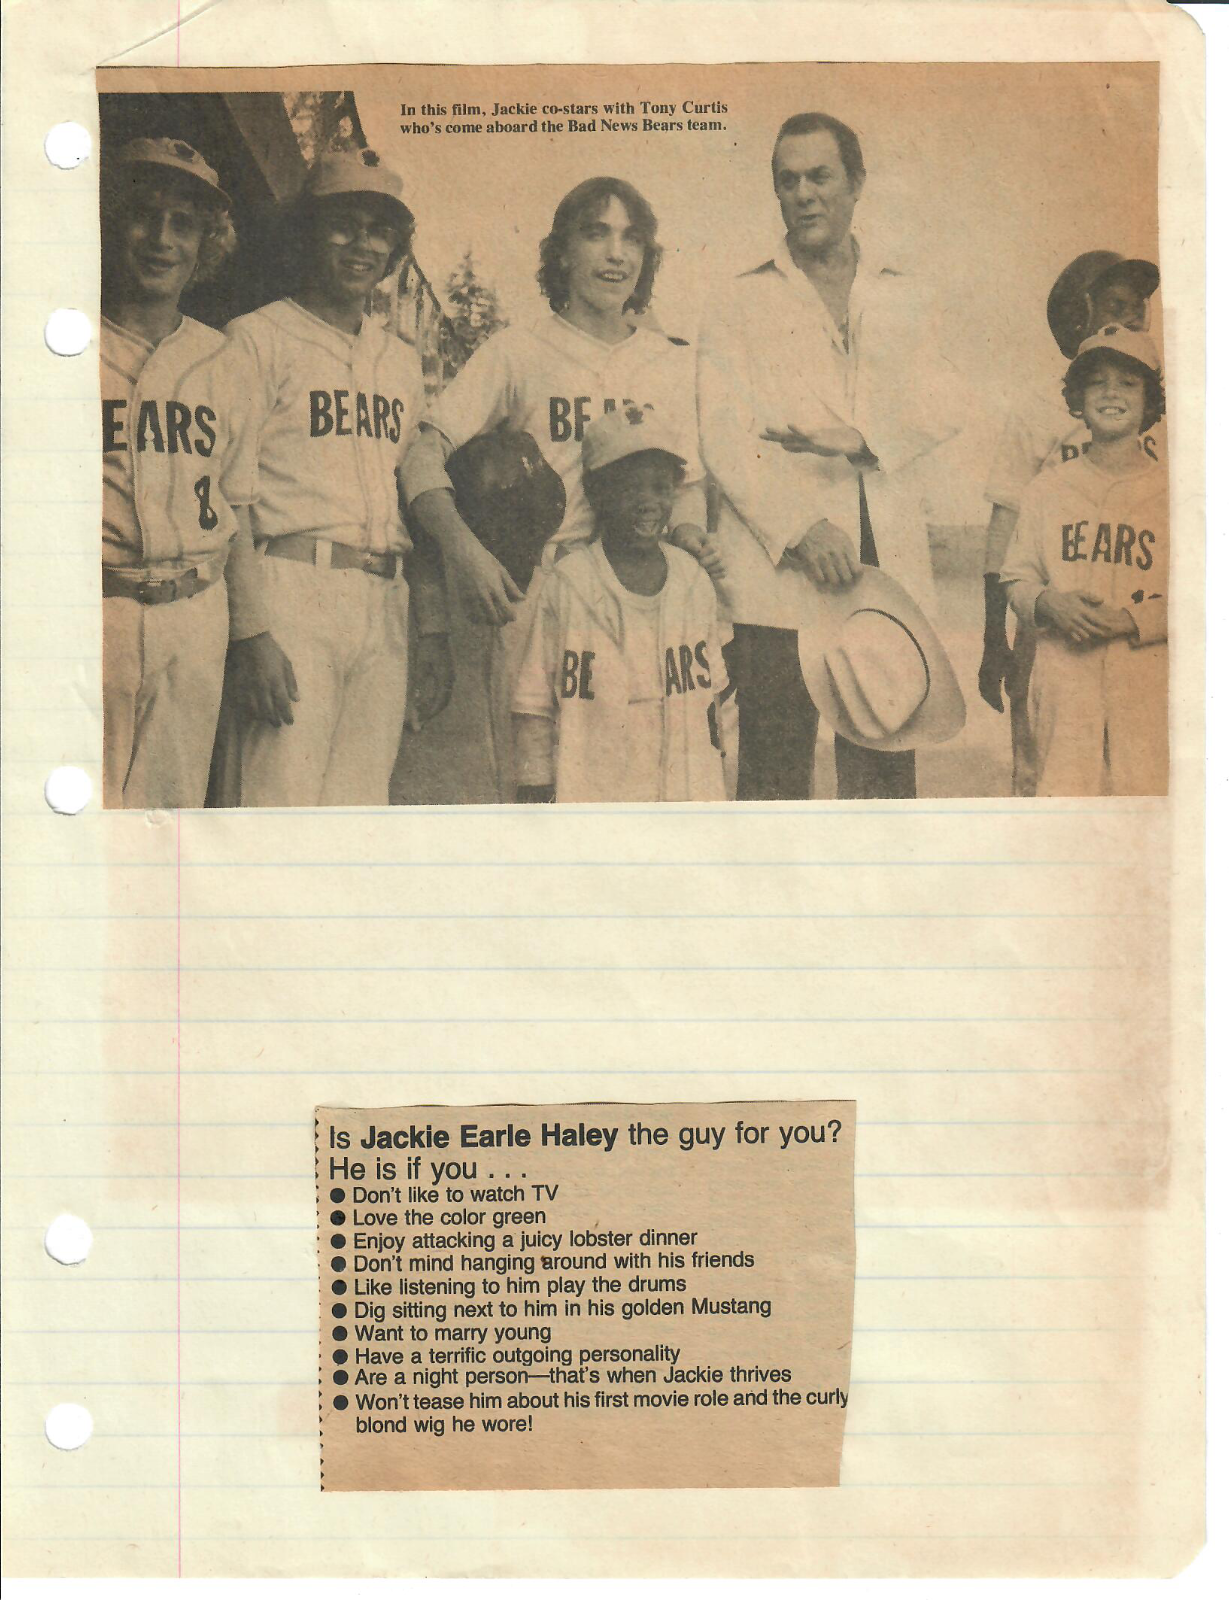 In this film, Jackie co-stars with Tony Curtis
who's come aboard the Bad News Bears team.
EARS
8
BEARS
BEARS
BE ARS
BEARS
Is Jackie Earle Haley the guy for you?
He is if you . . .
● Don't like to watch TV
● Love the color green
● Enjoy attacking a juicy lobster dinner
● Don't mind hanging around with his friends
● Like listening to him play the drums
● Dig sitting next to him in his golden Mustang
● Want to marry young
● Have a terrific outgoing personality
● Are a night person—that's when Jackie thrives
● Won't tease him about his first movie role and the curly
blond wig he wore!